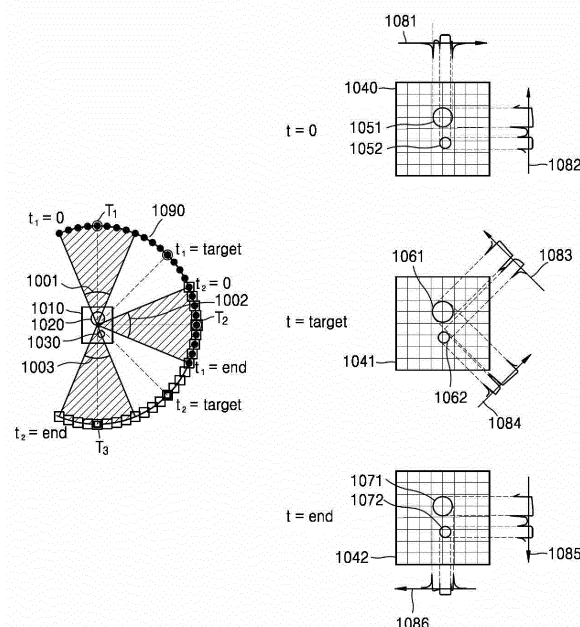 1081
1040
1051
1052
t = 0
1082
T₁
1090
t₁ = 0
t₁ = target
1001
1010
1020
1030
1003
t₂ = 0
1002
T₂
t₁ = end
t₂ = target
t₂ = end
T₃
1061
1083
t = target
1041
1062
1084
1071
1072
t = end
1042
1085
1086